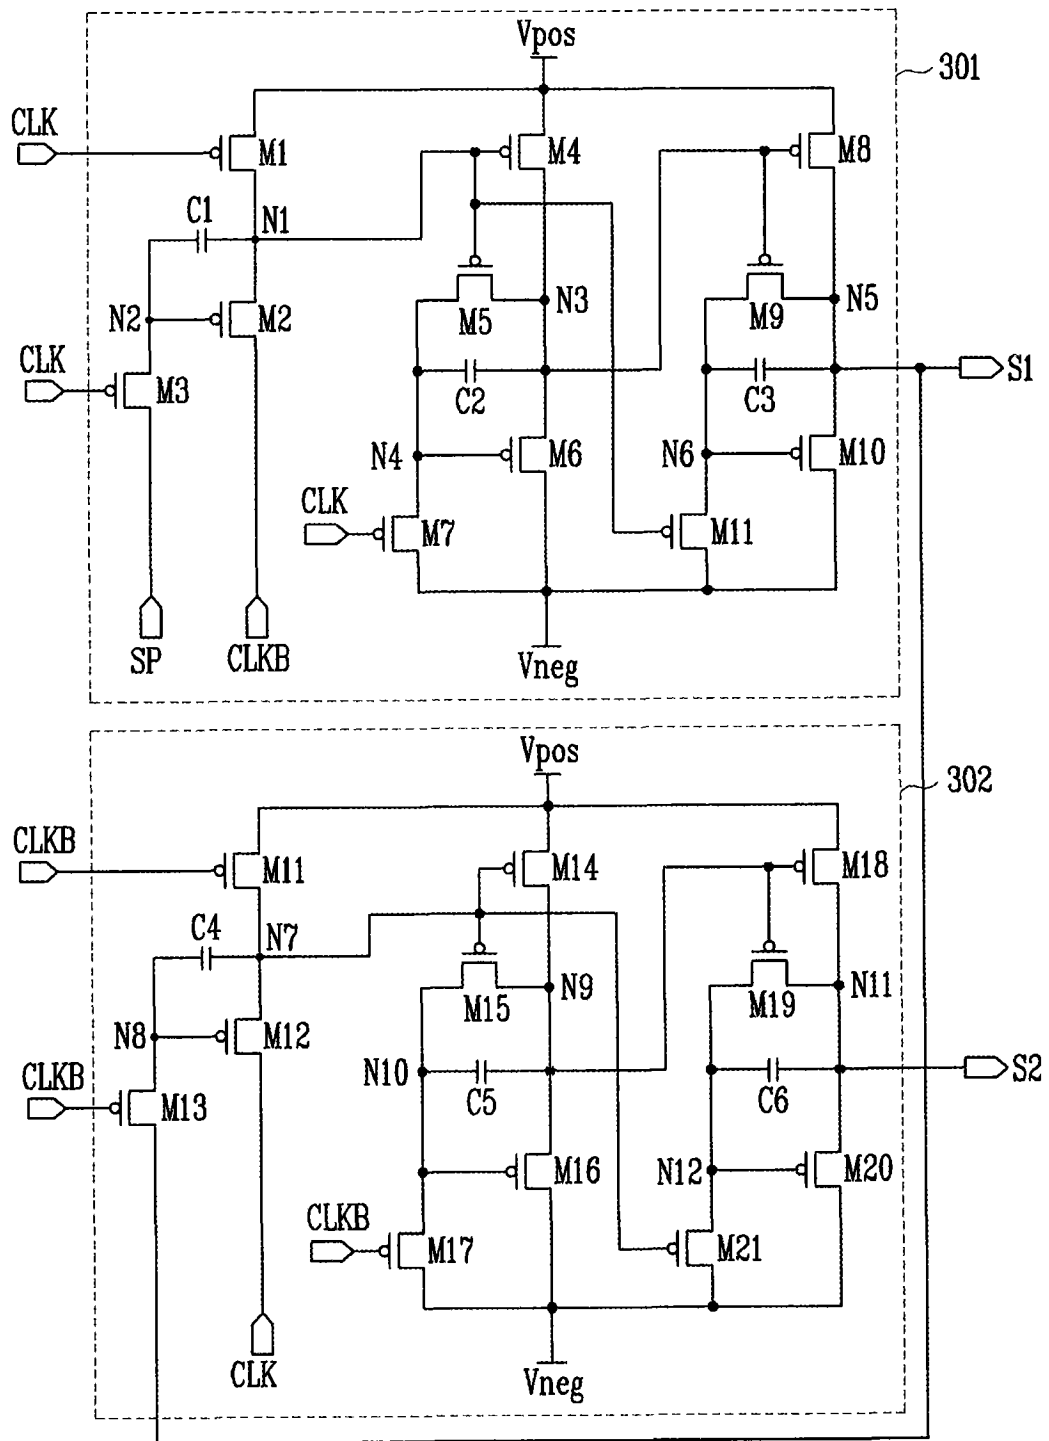 Vpos
301
CLK
M1
M4
M8
C1
N1
N2
M2
M5
N3
M9
N5
CLK
M3
C2
C3
S1
N4
M6
N6
M10
CLK
M7
M11
SP
CLKB
Vneg
Vpos
302
CLKB
M11
M14
M18
C4
N7
N8
M12
M15
N9
M19
N11
CLKB
M13
N10
C5
C6
S2
M16
N12
M20
CLKB
M17
M21
CLK
Vneg